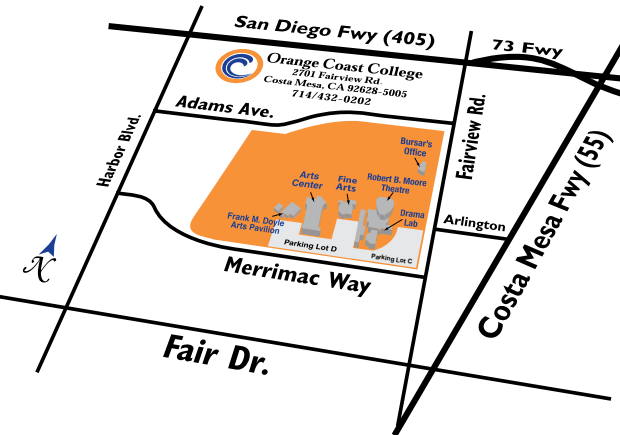 San Diego Fwy (405)
73 Fwy
Orange Coast College
2701 Fairview Rd.
Costa Mesa, CA 92628-5005
714/432-0202
Adams Ave.
Harbor Blvd.
Fairview Rd.
Costa Mesa Fwy (55)
Bursar's
Office
Arts
Center
Fine
Arts
Robert B. Moore
Theatre
Frank M. Doyle
Arts Pavilion
Drama
Lab
Arlington
Parking Lot D
Parking Lot C
N
Merrimac Way
Fair Dr.